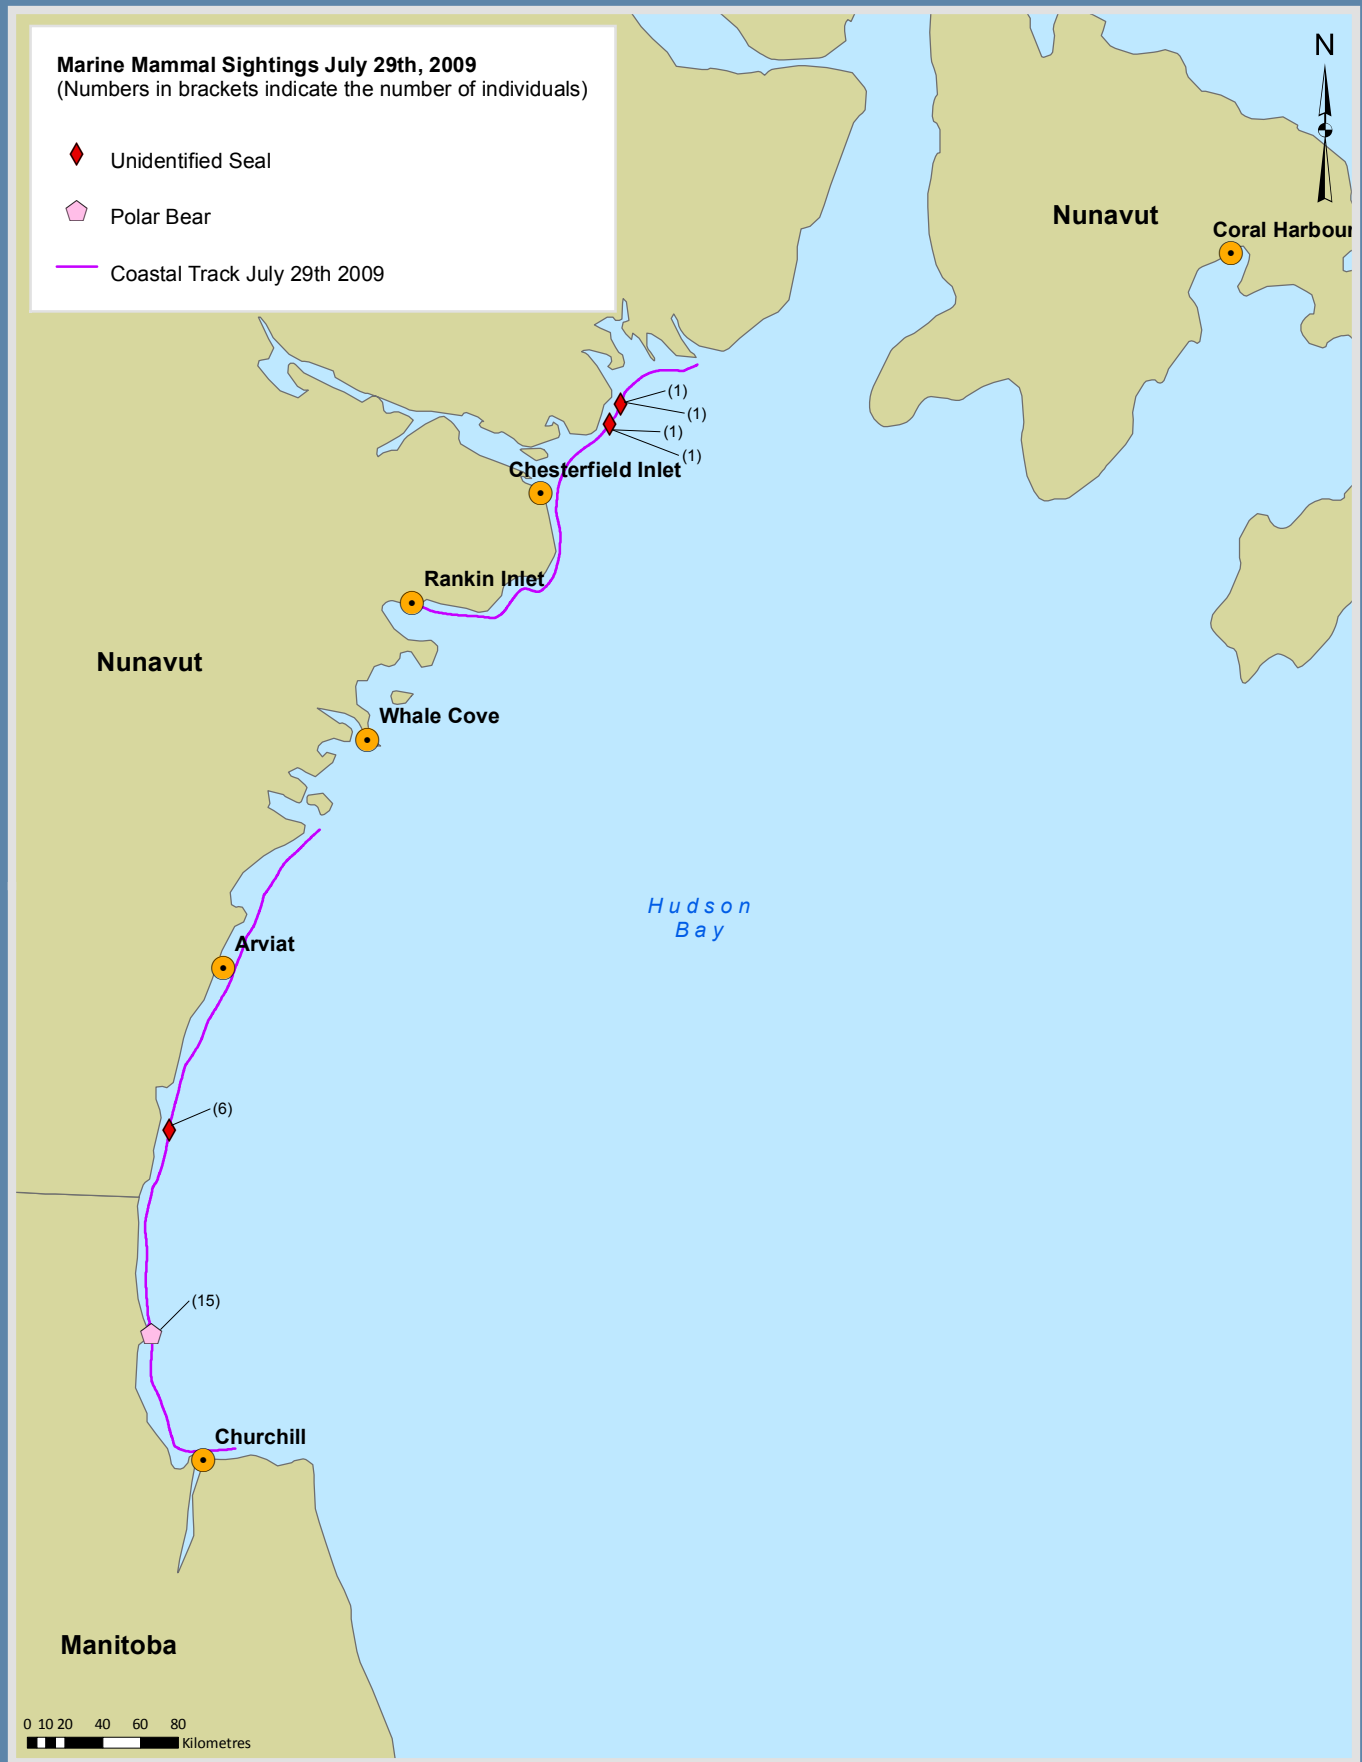 Marine Mammal Sightings July 29th, 2009
(Numbers in brackets indicate the number of individuals)
Unidentified Seal
Polar Bear
Coastal Track July 29th 2009
N
Nunavut
Coral Harbour
(1)
(1)
(1)
(1)
Chesterfield Inlet
Rankin Inlet
Nunavut
Whale Cove
Hudson
Bay
Arviat
(6)
(15)
Churchill
Manitoba
0 10 20 40 60 80
Kilometres